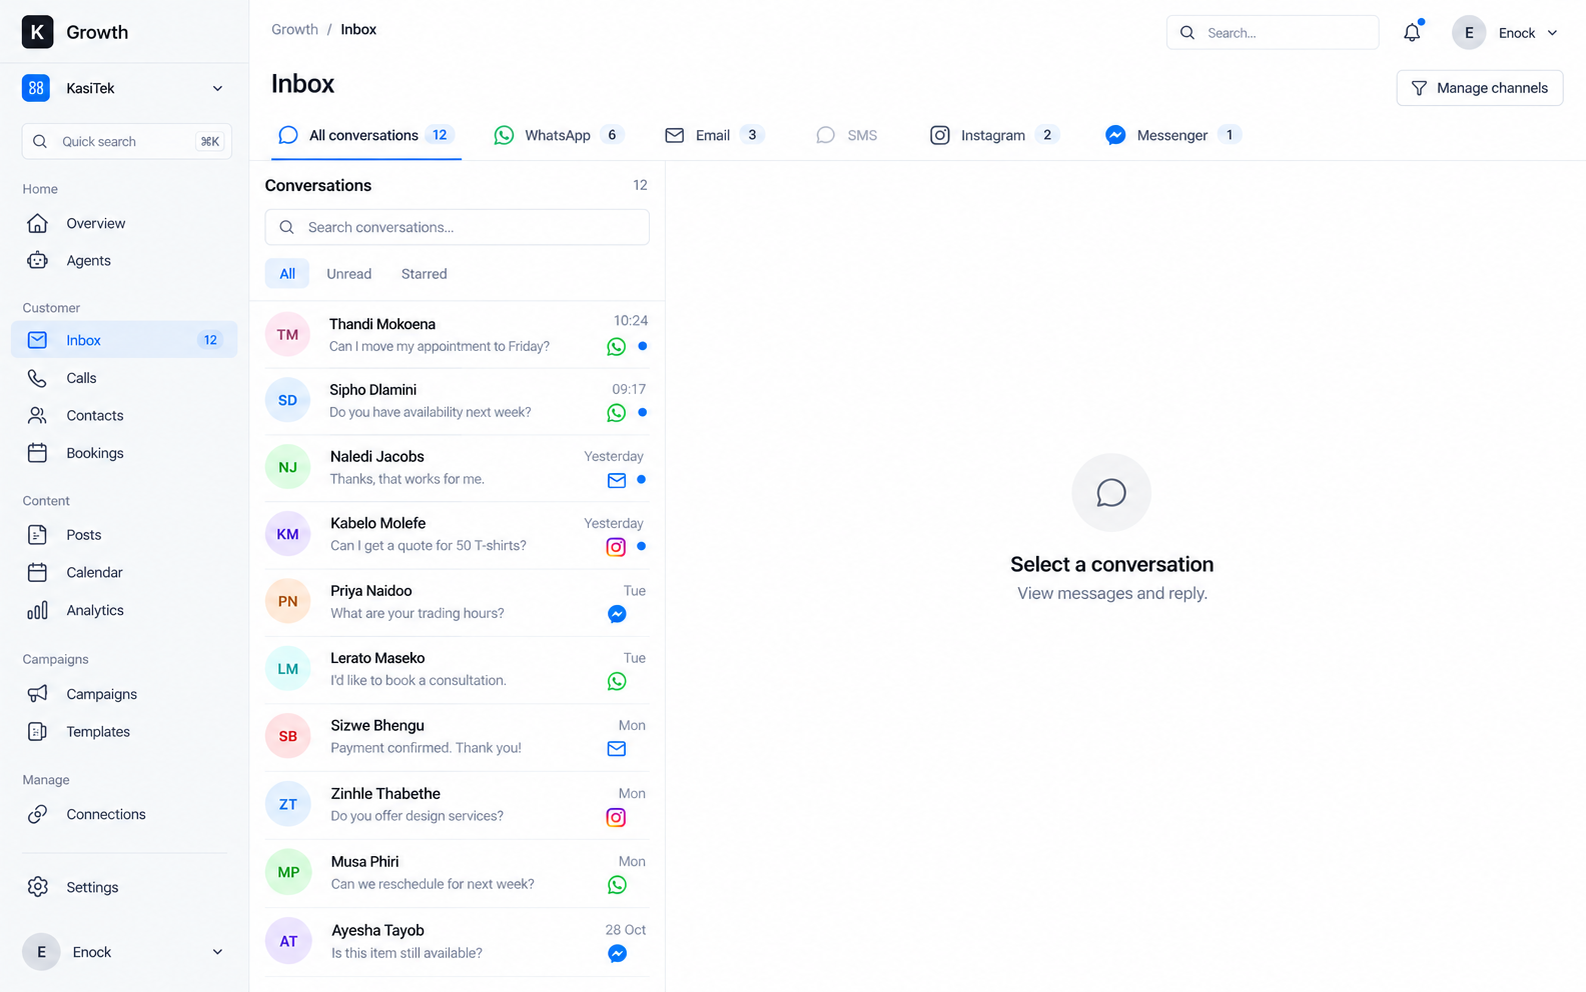 K Growth
KasiTek
Quick search ⌘K
Home
Overview
Agents
Customer
Inbox 12
Calls
Contacts
Bookings
Content
Posts
Calendar
Analytics
Campaigns
Campaigns
Templates
Manage
Connections
Settings
E Enock
Growth / Inbox
Search...
E Enock
Inbox
Manage channels
All conversations 12 WhatsApp 6 Email 3 SMS Instagram 2 Messenger 1
Conversations 12
Search conversations...
All Unread Starred
TM Thandi Mokoena 10:24
Can I move my appointment to Friday?
SD Sipho Dlamini 09:17
Do you have availability next week?
NJ Naledi Jacobs Yesterday
Thanks, that works for me.
KM Kabelo Molefe Yesterday
Can I get a quote for 50 T-shirts?
PN Priya Naidoo Tue
What are your trading hours?
LM Lerato Maseko Tue
I'd like to book a consultation.
SB Sizwe Bhengu Mon
Payment confirmed. Thank you!
ZT Zinhle Thabethe Mon
Do you offer design services?
MP Musa Phiri Mon
Can we reschedule for next week?
AT Ayesha Tayob 28 Oct
Is this item still available?
Select a conversation
View messages and reply.